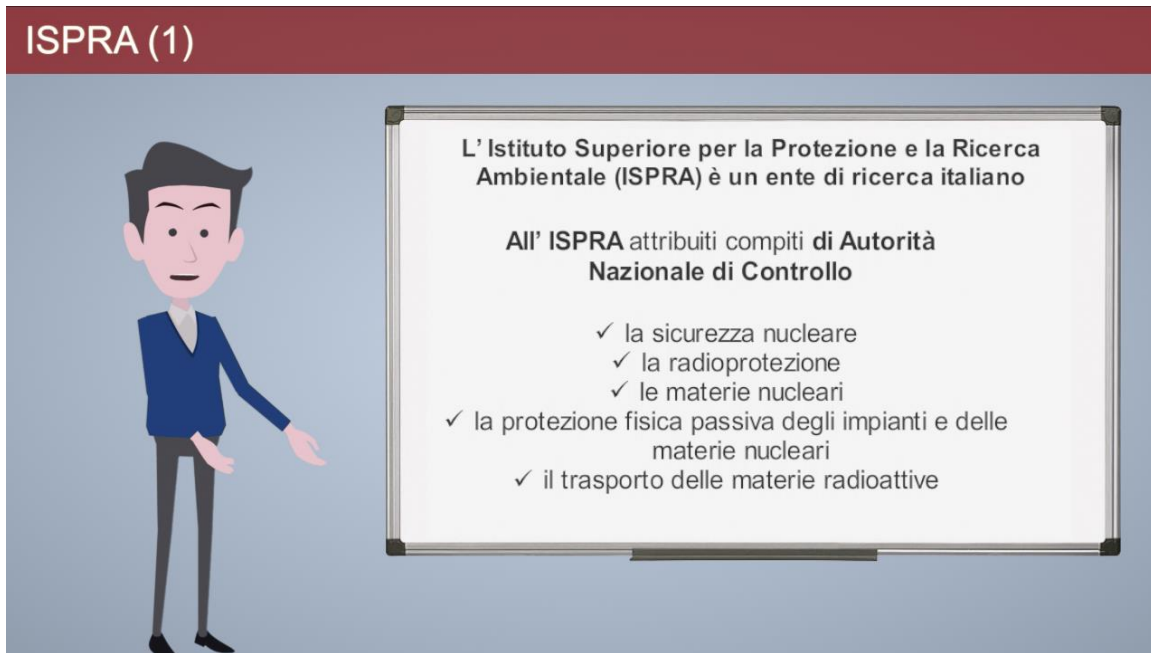 ISPRA (1)
L’ Istituto Superiore per la Protezione e la Ricerca
Ambientale (ISPRA) è un ente di ricerca italiano
All’ ISPRA attribuiti compiti di Autorità
Nazionale di Controllo
✓ la sicurezza nucleare
✓ la radioprotezione
✓ le materie nucleari
✓ la protezione fisica passiva degli impianti e delle
materie nucleari
✓ il trasporto delle materie radioattive